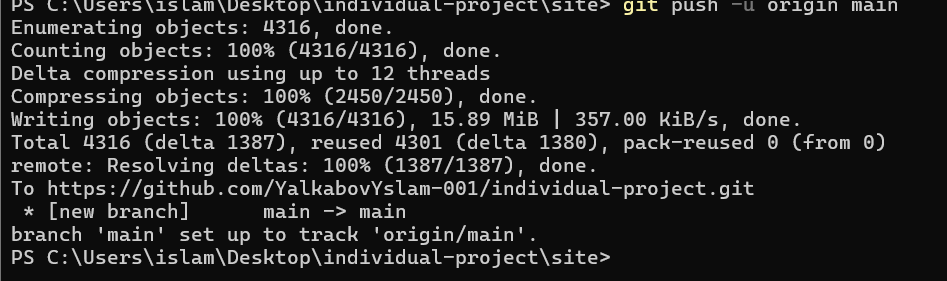 PS C:\Users\islam\Desktop\individual-project\site> git push -u origin main
Enumerating objects: 4316, done.
Counting objects: 100% (4316/4316), done.
Delta compression using up to 12 threads
Compressing objects: 100% (2450/2450), done.
Writing objects: 100% (4316/4316), 15.89 MiB | 357.00 KiB/s, done.
Total 4316 (delta 1387), reused 4301 (delta 1380), pack-reused 0 (from 0)
remote: Resolving deltas: 100% (1387/1387), done.
To https://github.com/YalkabovYslam-001/individual-project.git
 * [new branch]      main -> main
branch 'main' set up to track 'origin/main'.
PS C:\Users\islam\Desktop\individual-project\site>